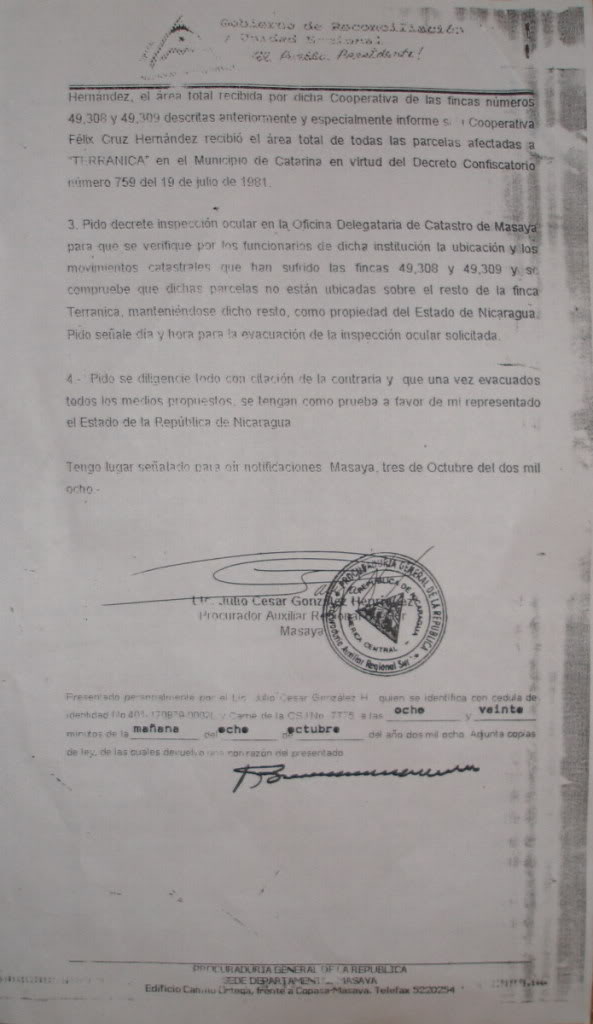 Gobierno de Reconciliación
y Unidad Nacional
El Pueblo, Presidente!
Hernández, el área total recibida por dicha Cooperativa de las fincas números
49,308 y 49,309 descritas anteriormente y especialmente informe Cooperativa
Félix Cruz Hernández recibió el área total de todas las parcelas afectadas a
"TERRANICA" en el Municipio de Catarina en virtud del Decreto Confiscatorio
número 759 del 19 de julio de 1981.
3. Pido decrete inspección ocular en la Oficina Delegataria de Catastro de Masaya
para que se verifique por los funcionarios de dicha institución la ubicación y los
movimientos catastrales que han sufrido las fincas 49,308 y 49,309 y se
compruebe que dichas parcelas no están ubicadas sobre el resto de la finca
Terranica, manteniéndose dicho resto, como propiedad del Estado de Nicaragua.
Pido señale día y hora para la evacuación de la inspección ocular solicitada.
4.- Pido se diligencie todo con citación de la contraria y que una vez evacuados
todos los medios propuestos, se tengan como prueba a favor de mi representado
el Estado de la República de Nicaragua
Tengo lugar señalado para oír notificaciones. Masaya, tres de Octubre del dos mil
ocho.-
Lic. Julio Cesar González Henríquez
Procurador Auxiliar Regional
Masaya
PROCURADURIA GENERAL DE LA REPUBLICA
REPUBLICA DE NICARAGUA
AMERICA CENTRAL
Auxiliar Regional Sur
Presentado personalmente por el Lic. Julio Cesar González H. quien se identifica con cedula de
identidad No. y Carné de la CSJ No. a las ocho y veinte
minutos de la mañana del ocho de octubre del año dos mil ocho. Adjunta copias
de ley, de las cuales devuelvo una con razón del presentado
PROCURADURIA GENERAL DE LA REPUBLICA
SEDE DEPARTAMENTAL MASAYA
Edificio Camilo Ortega, frente a Copasa-Masaya. Telefax 5220254